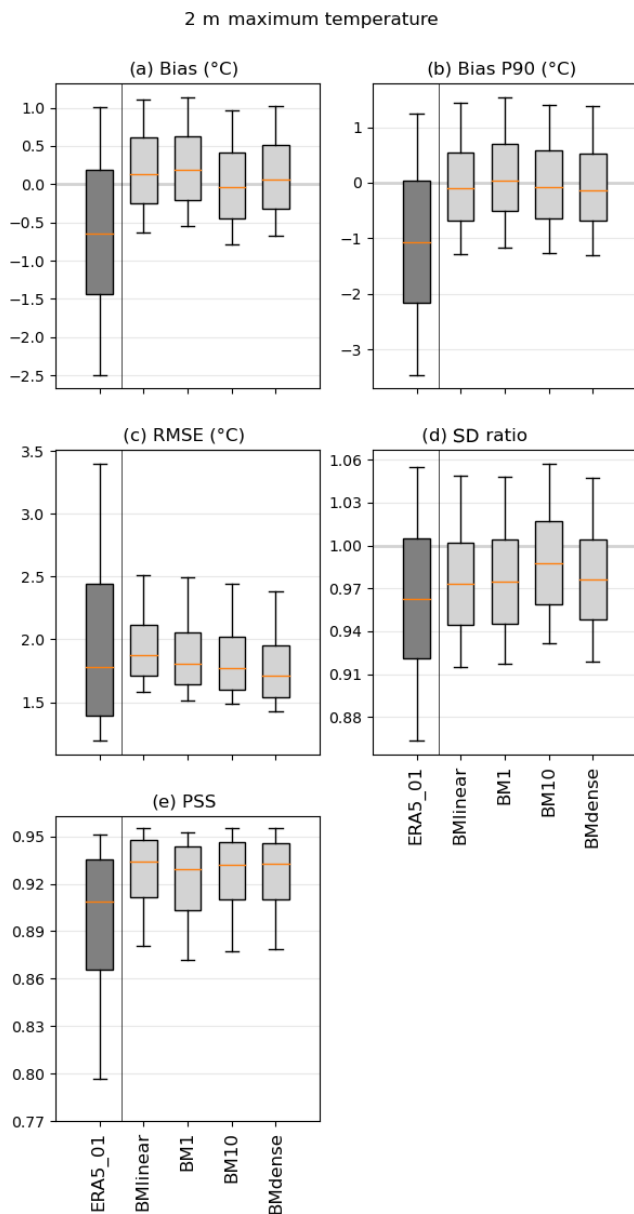 2 m maximum temperature
(a) Bias (°C)
1.0
0.5
0.0
−0.5
−1.0
−1.5
−2.0
−2.5
(b) Bias P90 (°C)
1
0
−1
−2
−3
(c) RMSE (°C)
3.5
3.0
2.5
2.0
1.5
(d) SD ratio
1.06
1.03
1.00
0.97
0.94
0.91
0.88
ERA5_01
BMlinear
BM1
BM10
BMdense
(e) PSS
0.95
0.92
0.89
0.86
0.83
0.80
0.77
ERA5_01
BMlinear
BM1
BM10
BMdense